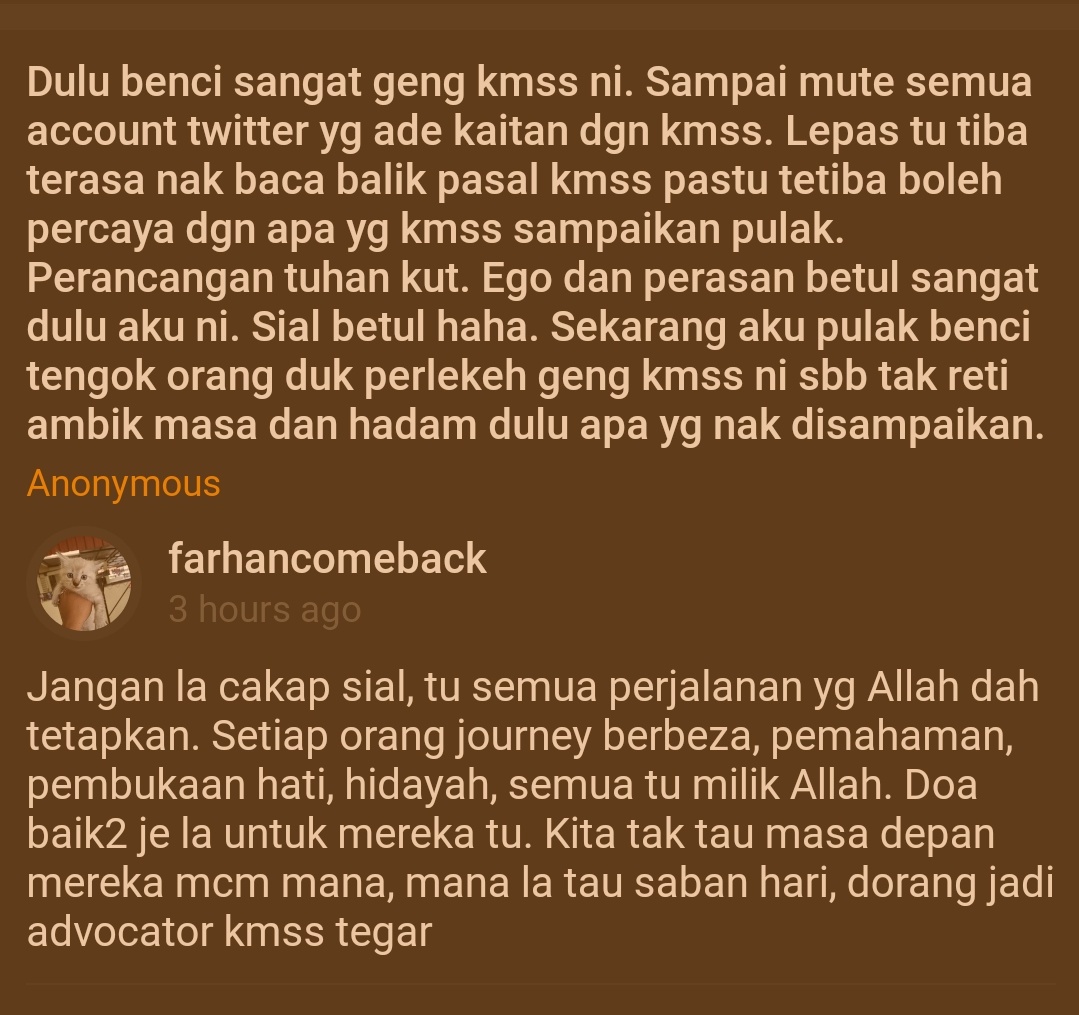 Dulu benci sangat geng kmss ni. Sampai mute semua
account twitter yg ade kaitan dgn kmss. Lepas tu tiba
terasa nak baca balik pasal kmss pastu tetiba boleh
percaya dgn apa yg kmss sampaikan pulak.
Perancangan tuhan kut. Ego dan perasan betul sangat
dulu aku ni. Sial betul haha. Sekarang aku pulak benci
tengok orang duk perlekeh geng kmss ni sbb tak reti
ambik masa dan hadam dulu apa yg nak disampaikan.
Anonymous
farhancomeback
3 hours ago
Jangan la cakap sial, tu semua perjalanan yg Allah dah
tetapkan. Setiap orang journey berbeza, pemahaman,
pembukaan hati, hidayah, semua tu milik Allah. Doa
baik2 je la untuk mereka tu. Kita tak tau masa depan
mereka mcm mana, mana la tau saban hari, dorang jadi
advocator kmss tegar